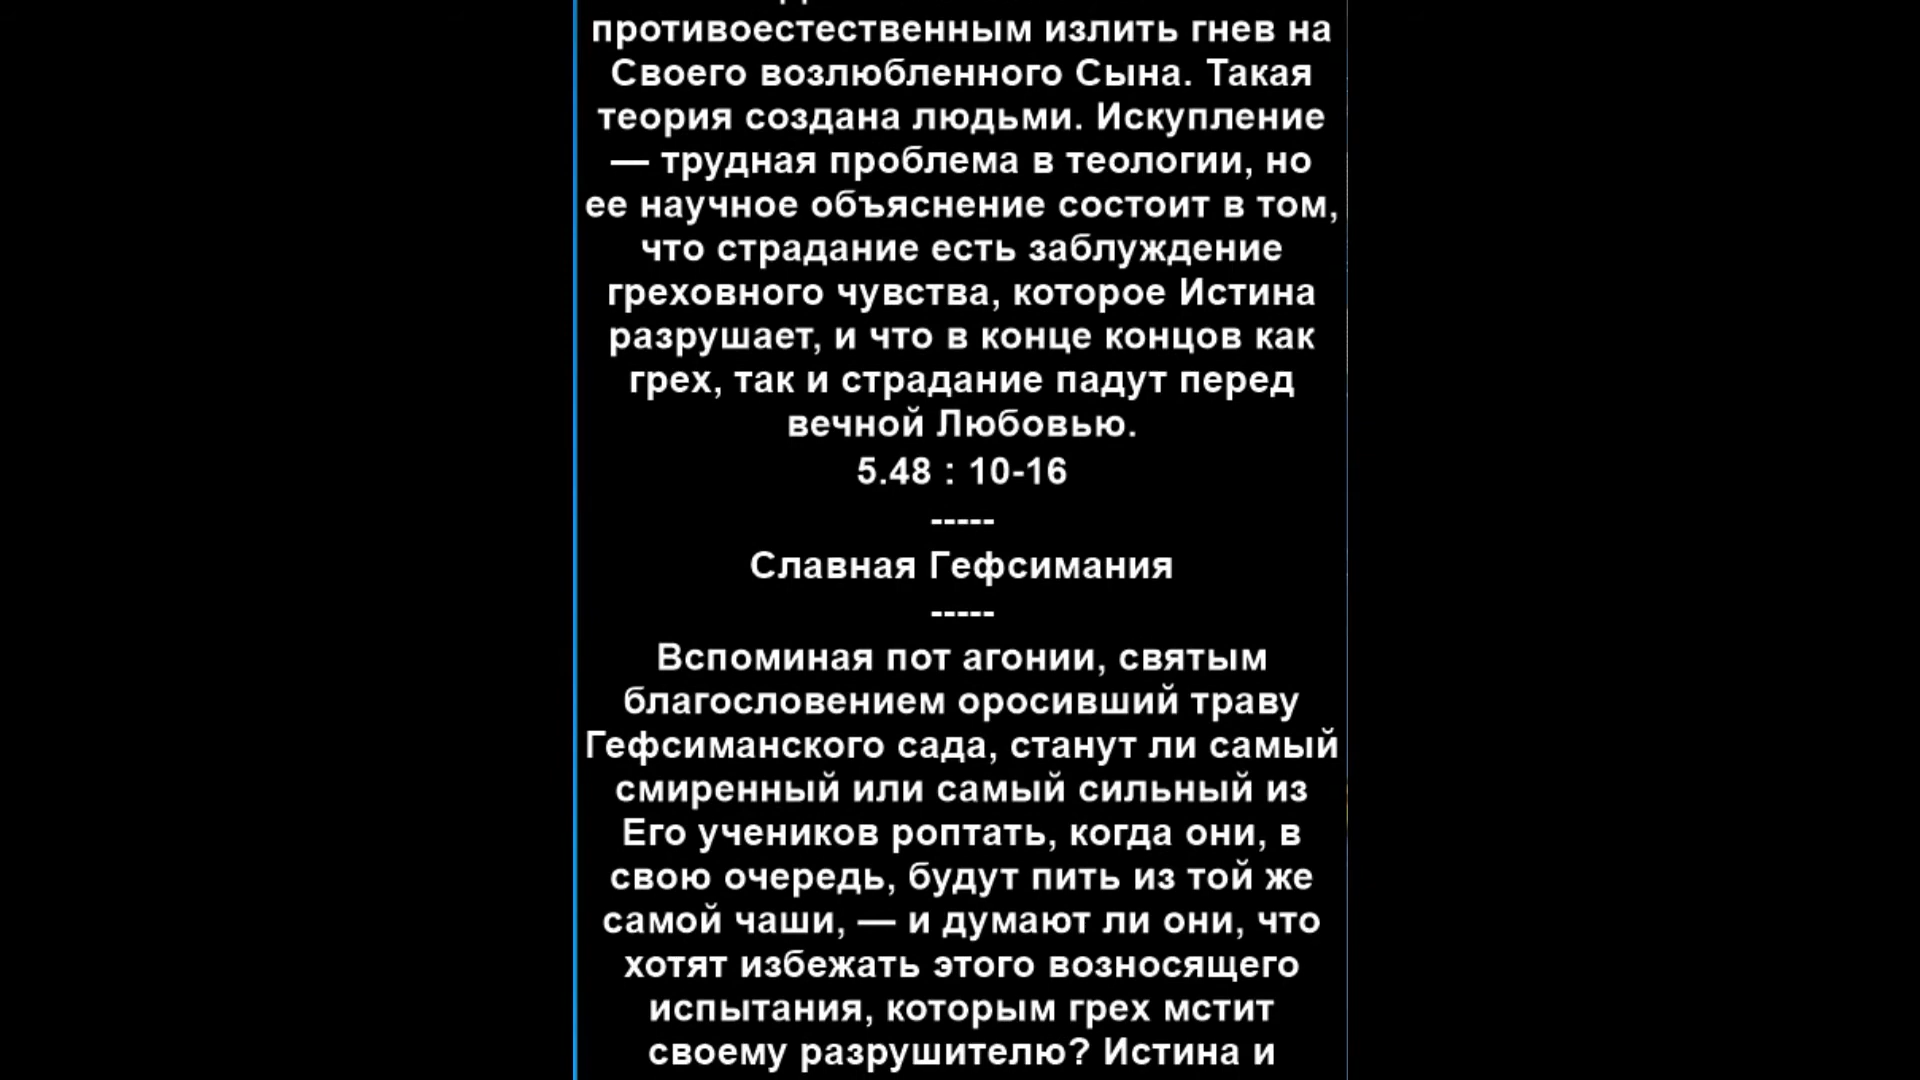 противоестественным излить гнев на
Своего возлюбленного Сына. Такая
теория создана людьми. Искупление
— трудная проблема в теологии, но
ее научное объяснение состоит в том,
что страдание есть заблуждение
греховного чувства, которое Истина
разрушает, и что в конце концов как
грех, так и страдание падут перед
вечной Любовью.
5.48 : 10-16
-----
Славная Гефсимания
-----
Вспоминая пот агонии, святым
благословением оросивший траву
Гефсиманского сада, станут ли самый
смиренный или самый сильный из
Его учеников роптать, когда они, в
свою очередь, будут пить из той же
самой чаши, — и думают ли они, что
хотят избежать этого возносящего
испытания, которым грех мстит
своему разрушителю? Истина и